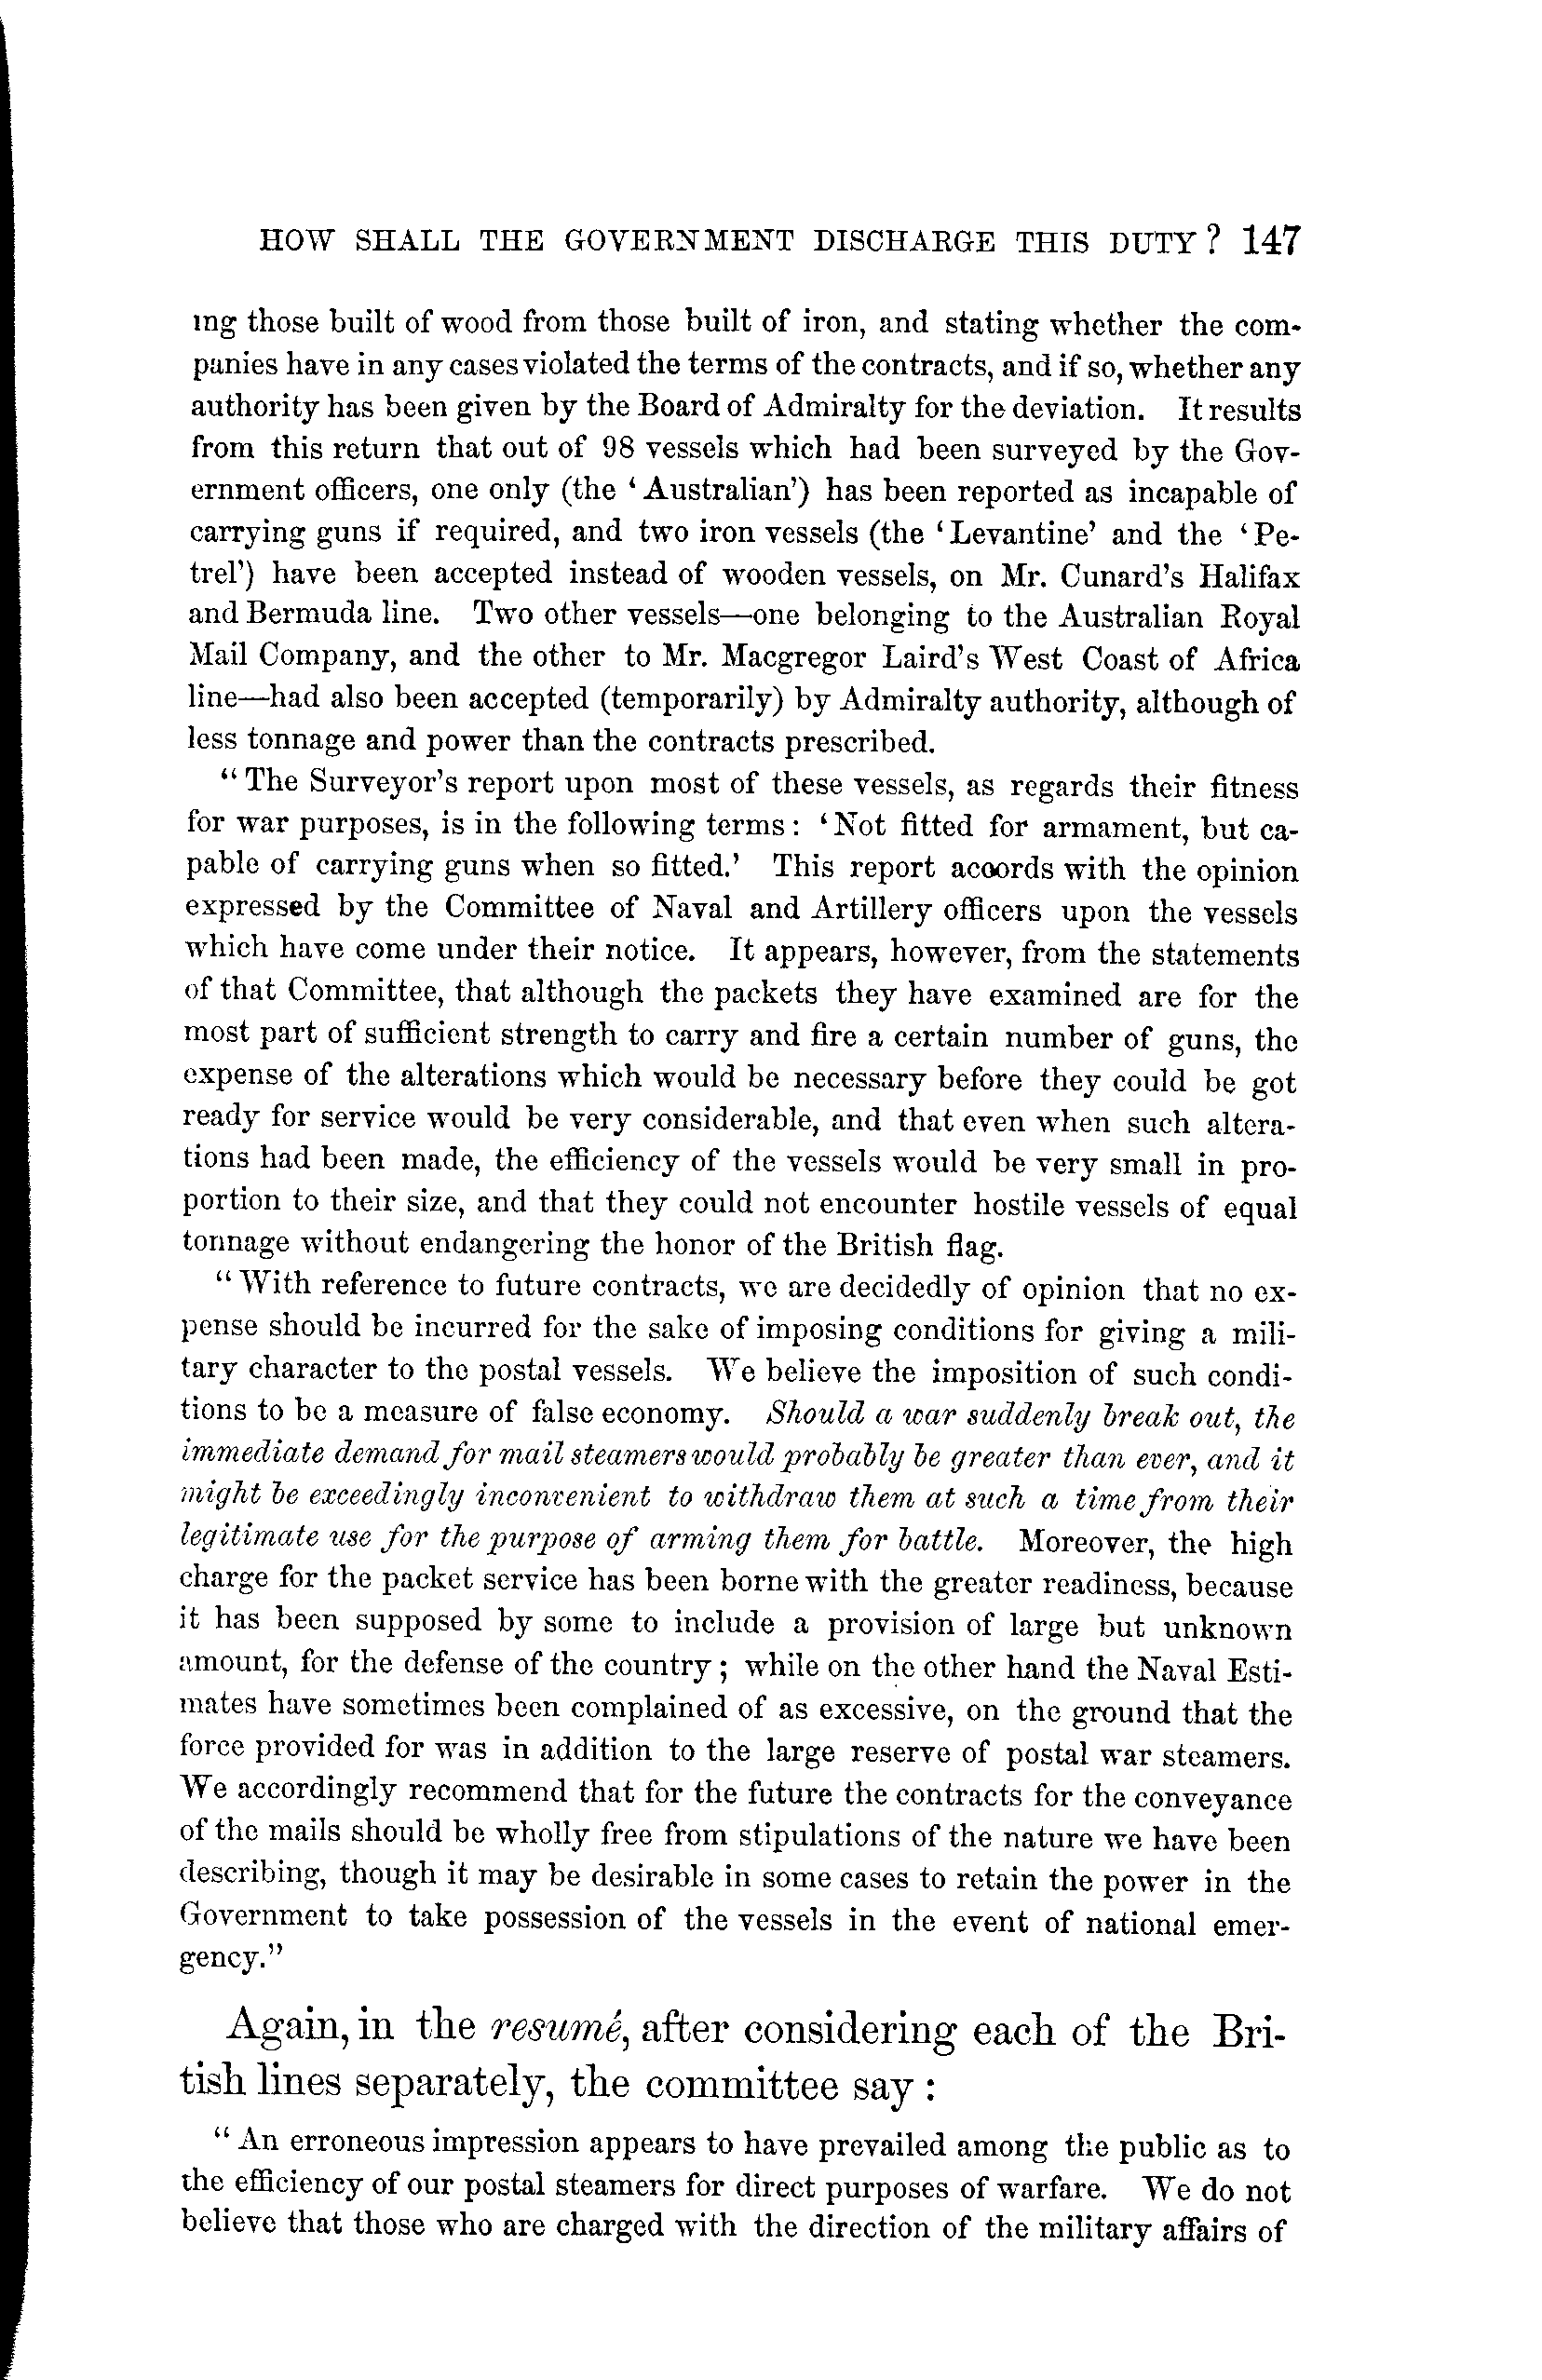 HOW SHALL THE GOVERNMENT DISCHARGE THIS DUTY? 147
ing those built of wood from those built of iron, and stating whether the com-
panies have in any cases violated the terms of the contracts, and if so, whether any
authority has been given by the Board of Admiralty for the deviation. It results
from this return that out of 98 vessels which had been surveyed by the Gov-
ernment officers, one only (the ‘Australian’) has been reported as incapable of
carrying guns if required, and two iron vessels (the ‘Levantine’ and the ‘Pe-
trel’) have been accepted instead of wooden vessels, on Mr. Cunard’s Halifax
and Bermuda line. Two other vessels—one belonging to the Australian Royal
Mail Company, and the other to Mr. Macgregor Laird’s West Coast of Africa
line—had also been accepted (temporarily) by Admiralty authority, although of
less tonnage and power than the contracts prescribed.
“The Surveyor’s report upon most of these vessels, as regards their fitness
for war purposes, is in the following terms: ‘Not fitted for armament, but ca-
pable of carrying guns when so fitted.’ This report accords with the opinion
expressed by the Committee of Naval and Artillery officers upon the vessels
which have come under their notice. It appears, however, from the statements
of that Committee, that although the packets they have examined are for the
most part of sufficient strength to carry and fire a certain number of guns, the
expense of the alterations which would be necessary before they could be got
ready for service would be very considerable, and that even when such altera-
tions had been made, the efficiency of the vessels would be very small in pro-
portion to their size, and that they could not encounter hostile vessels of equal
tonnage without endangering the honor of the British flag.
“With reference to future contracts, we are decidedly of opinion that no ex-
pense should be incurred for the sake of imposing conditions for giving a mili-
tary character to the postal vessels. We believe the imposition of such condi-
tions to be a measure of false economy. Should a war suddenly break out, the
immediate demand for mail steamers would probably be greater than ever, and it
might be exceedingly inconvenient to withdraw them at such a time from their
legitimate use for the purpose of arming them for battle. Moreover, the high
charge for the packet service has been borne with the greater readiness, because
it has been supposed by some to include a provision of large but unknown
amount, for the defense of the country; while on the other hand the Naval Esti-
mates have sometimes been complained of as excessive, on the ground that the
force provided for was in addition to the large reserve of postal war steamers.
We accordingly recommend that for the future the contracts for the conveyance
of the mails should be wholly free from stipulations of the nature we have been
describing, though it may be desirable in some cases to retain the power in the
Government to take possession of the vessels in the event of national emer-
gency.”
Again, in the resumé, after considering each of the Bri-
tish lines separately, the committee say:
“An erroneous impression appears to have prevailed among the public as to
the efficiency of our postal steamers for direct purposes of warfare. We do not
believe that those who are charged with the direction of the military affairs of